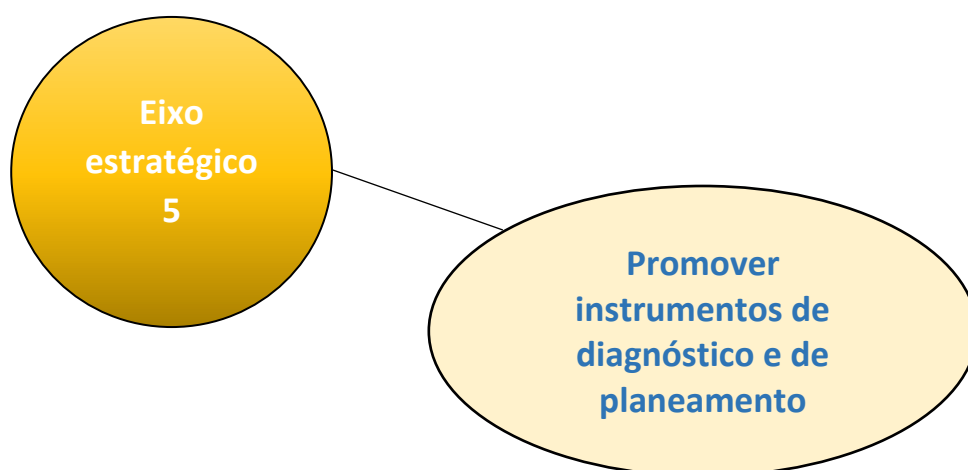 Eixo
estratégico
5
Promover
instrumentos de
diagnóstico e de
planeamento